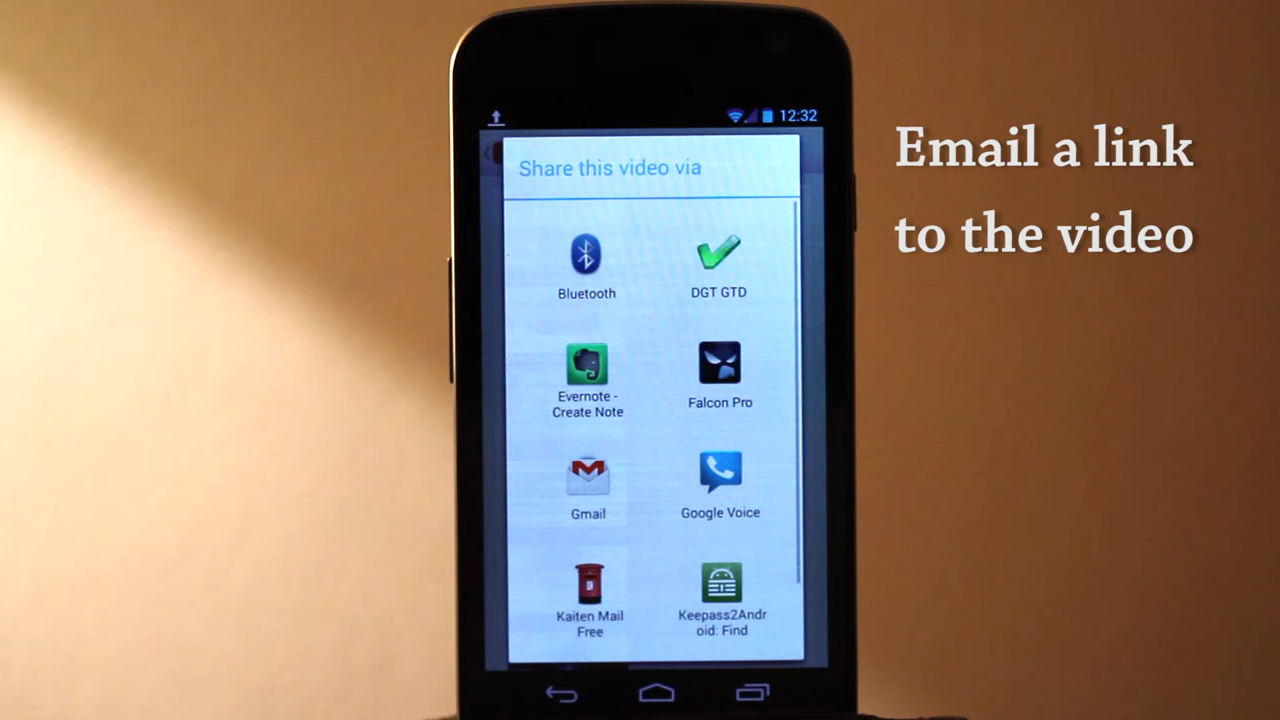 12:32
Share this video via
Email a link
to the video
Bluetooth
DGT GTD
Evernote -
Create Note
Falcon Pro
Gmail
Google Voice
Kaiten Mail
Free
Keepass2Andr
oid: Find